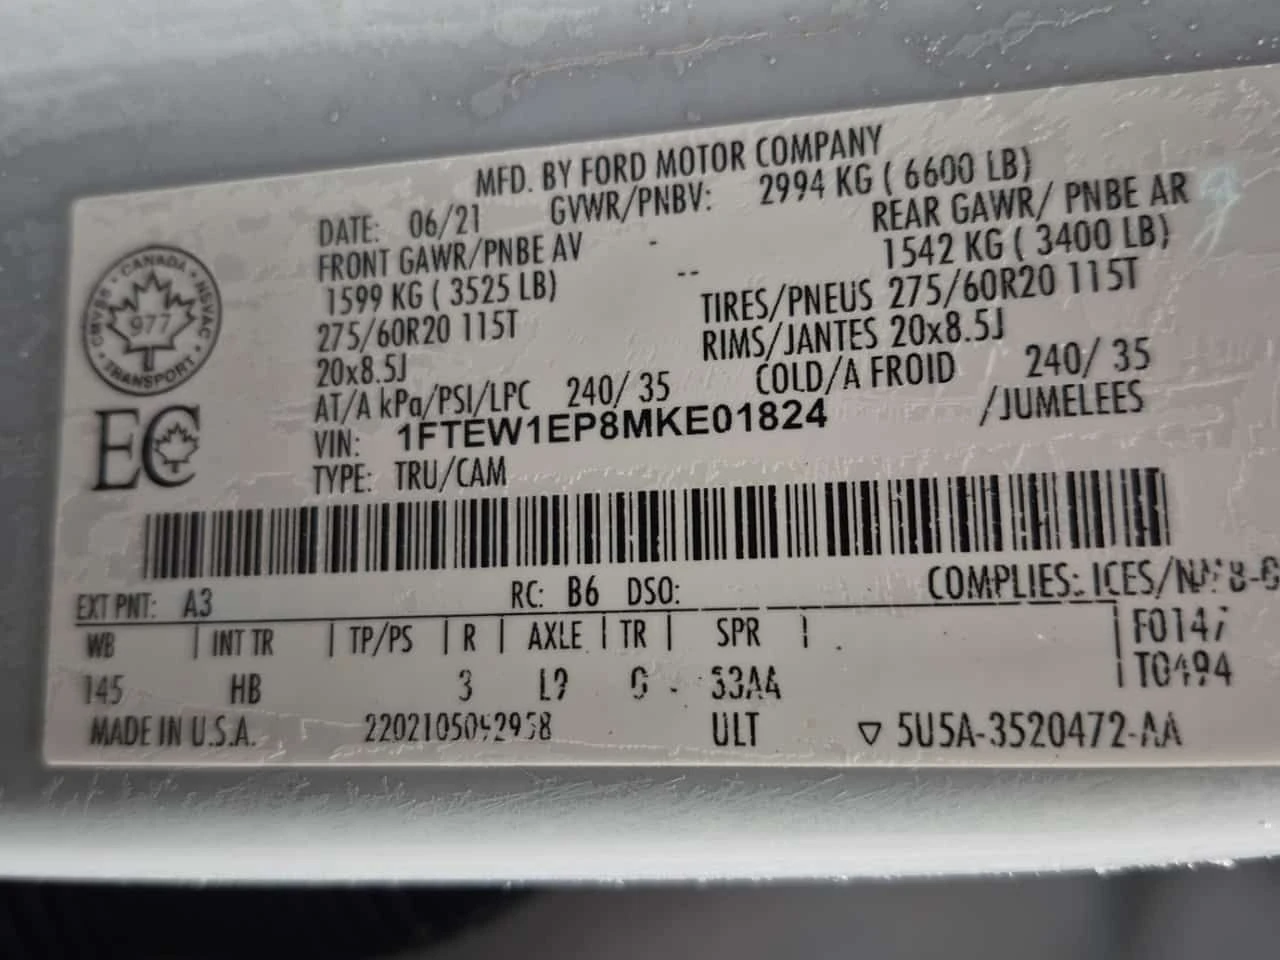 MFD. BY FORD MOTOR COMPANY
DATE: 06/21 GVWR/PNBV: 2994 KG ( 6600 LB)
FRONT GAWR/PNBE AV REAR GAWR/ PNBE AR
1599 KG ( 3525 LB) -- 1542 KG ( 3400 LB)
275/60R20 115T TIRES/PNEUS 275/60R20 115T
20x8.5J RIMS/JANTES 20x8.5J
AT/A kPa/PSI/LPC 240/ 35 COLD/A FROID 240/ 35
VIN: 1FTEW1EP8MKE01824 /JUMELEES
TYPE: TRU/CAM
CANADA
NSVAC
TRANSPORT
CMVSS
977
EC
EXT PNT: A3 RC: B6 DSO: COMPLIES:
WB INT TR TP/PS R AXLE TR SPR
145 HB 3 L9 53A4
F0147
T0494
MADE IN U.S.A. ULT ▽ 5U5A-3520472-AA